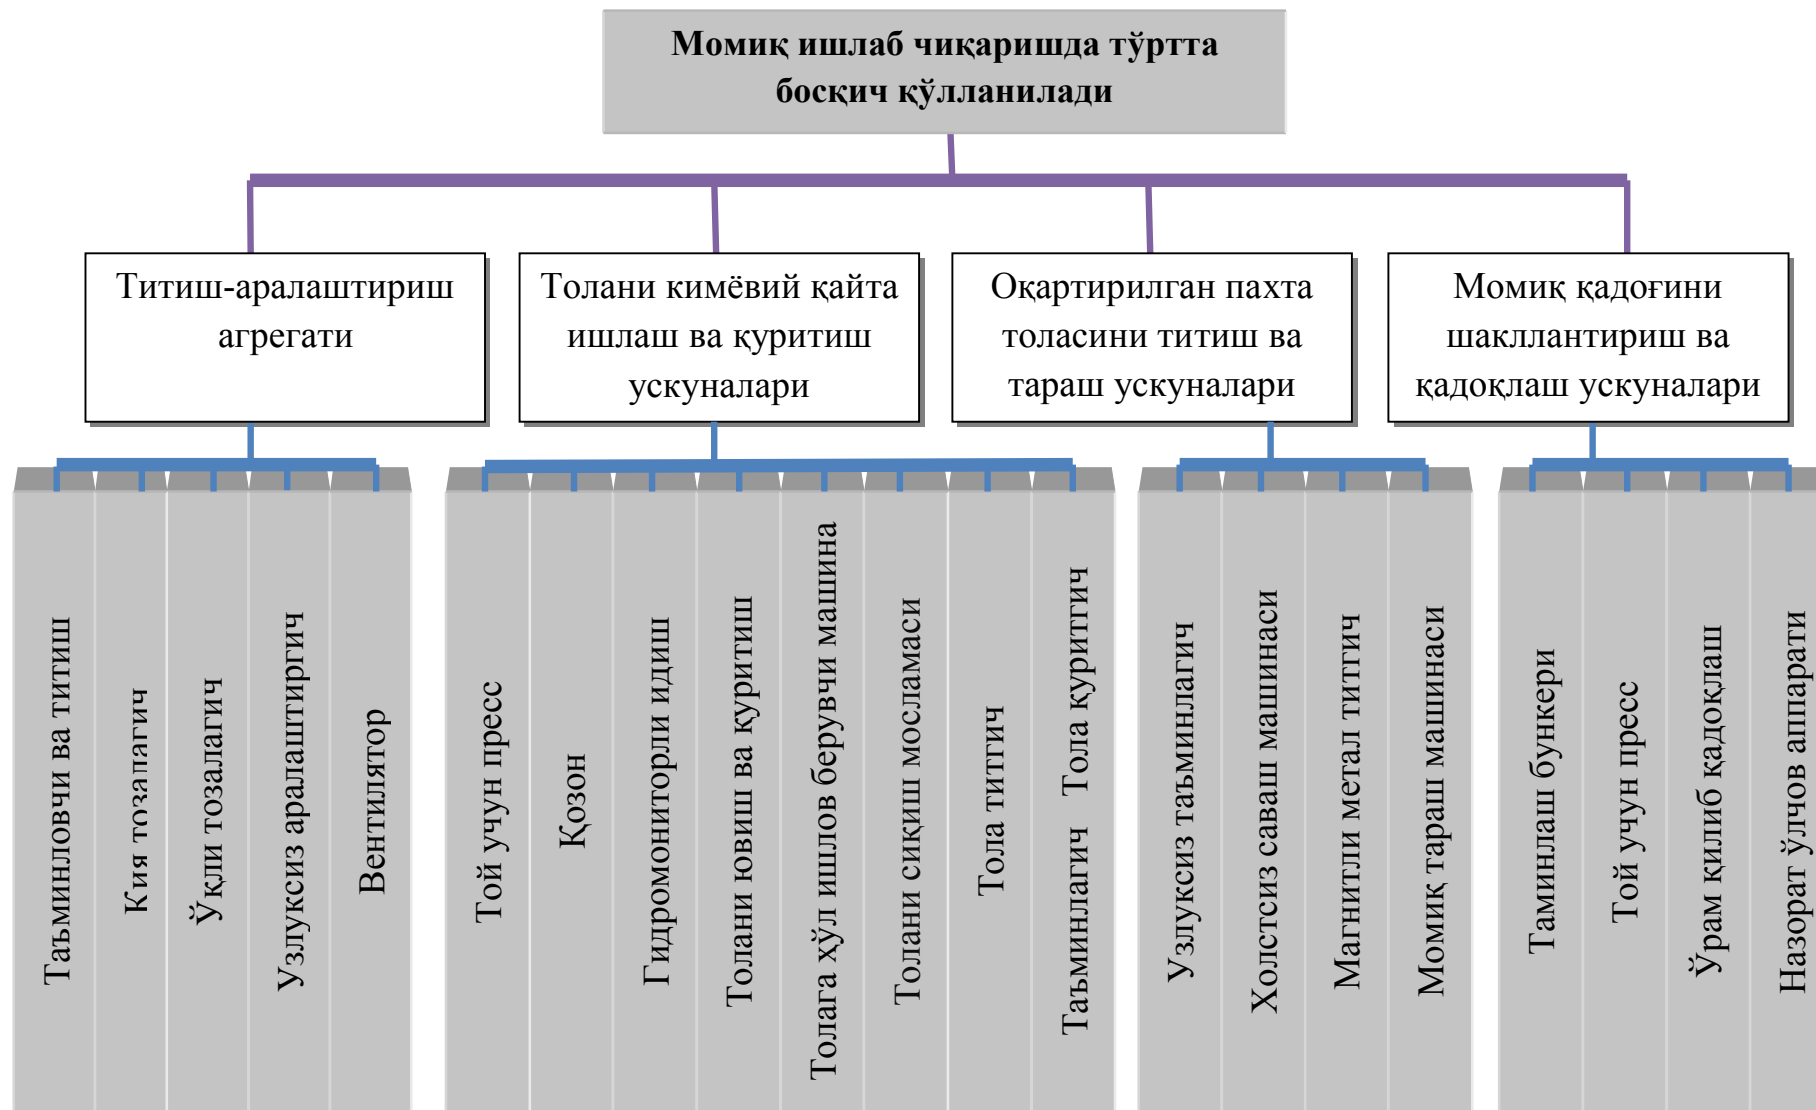 Момиқ ишлаб чиқаришда тўртта
босқич қўлланилади
Титиш-аралаштириш
агрегати
Толани кимёвий қайта
ишлаш ва қуритиш
ускуналари
Оқартирилган пахта
толасини титиш ва
тараш ускуналари
Момиқ қадоғини
шакллантириш ва
қадоқлаш ускуналари
Таъминловчи ва титиш
Қия тозалагич
Ўқли тозалагич
Узлуксиз аралаштиргич
Вентилятор
Той учун пресс
Қозон
Гидромониторли идиш
Толани ювиш ва қуритиш
Толага ҳўл ишлов берувчи машина
Толани сиқиш мосламаси
Тола титгич
Таъминлагич Тола қуритгич
Узлуксиз таъминлагич
Холстсиз саваш машинаси
Магнитли метал титгич
Момиқ тараш машинаси
Таминлаш бункери
Той учун пресс
Ўрам қилиб қадоқлаш
Назорат ўлчов аппарати